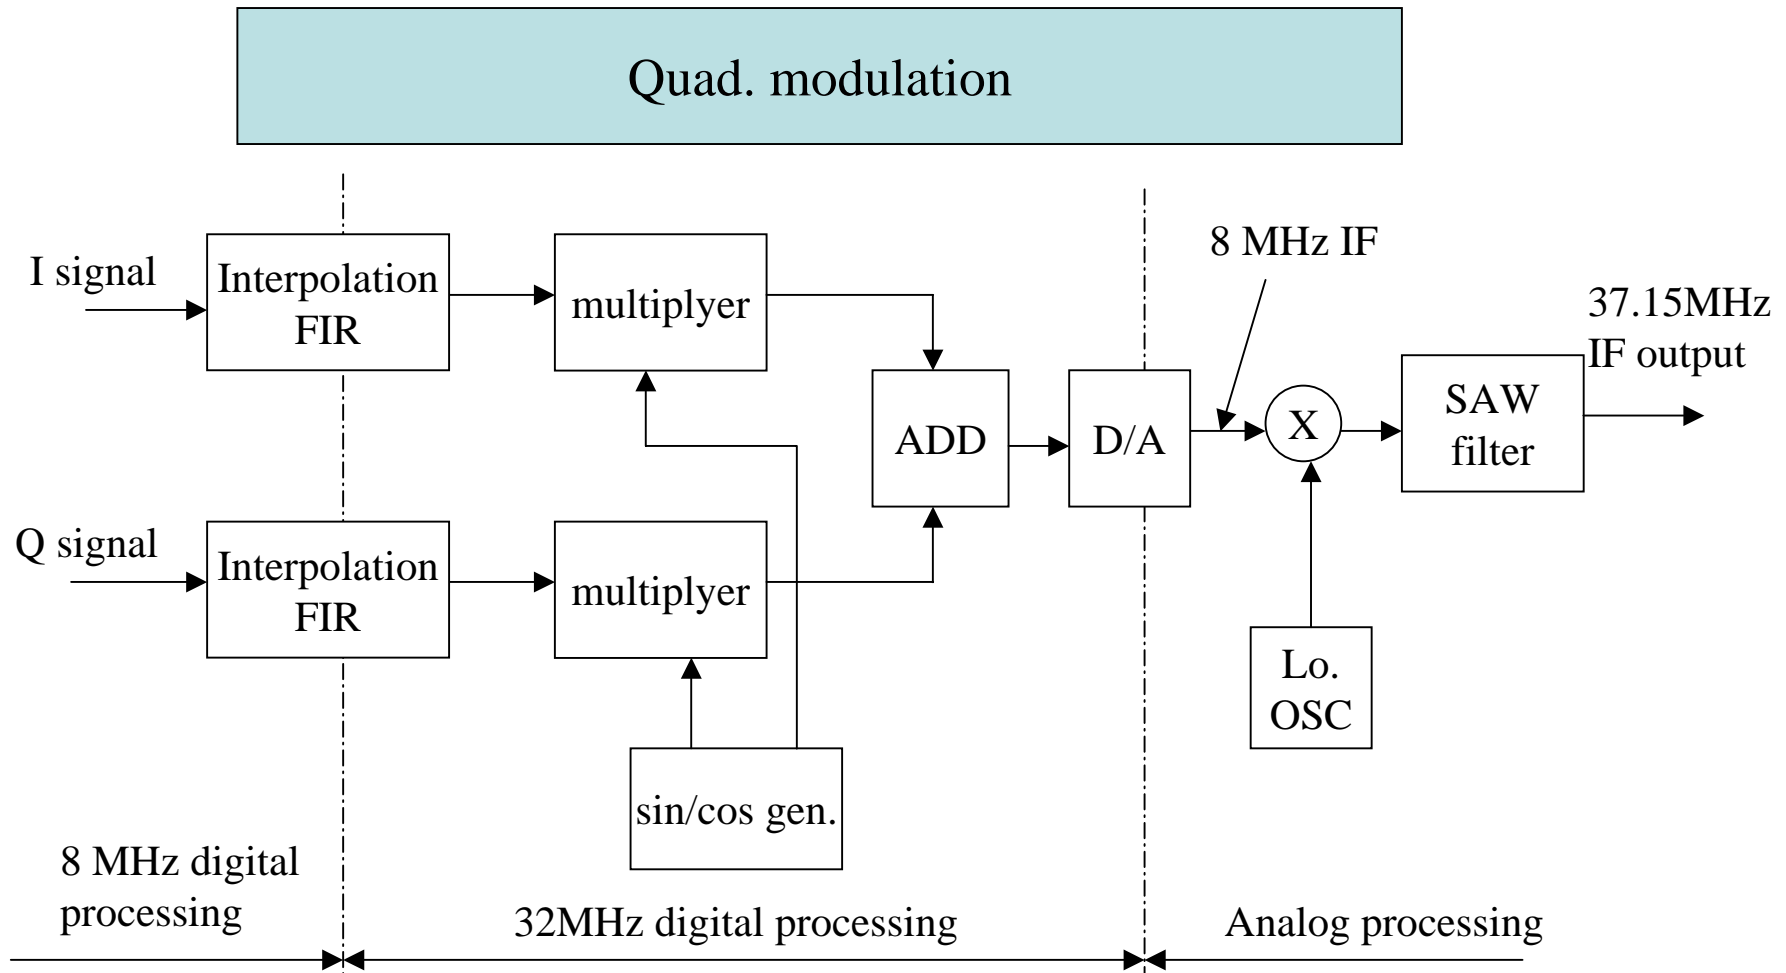 Quad. modulation
I signal
Interpolation
FIR
multiplyer
8 MHz IF
37.15MHz
IF output
ADD
D/A
X
SAW
filter
Q signal
Interpolation
FIR
multiplyer
Lo.
OSC
sin/cos gen.
8 MHz digital
processing
32MHz digital processing
Analog processing